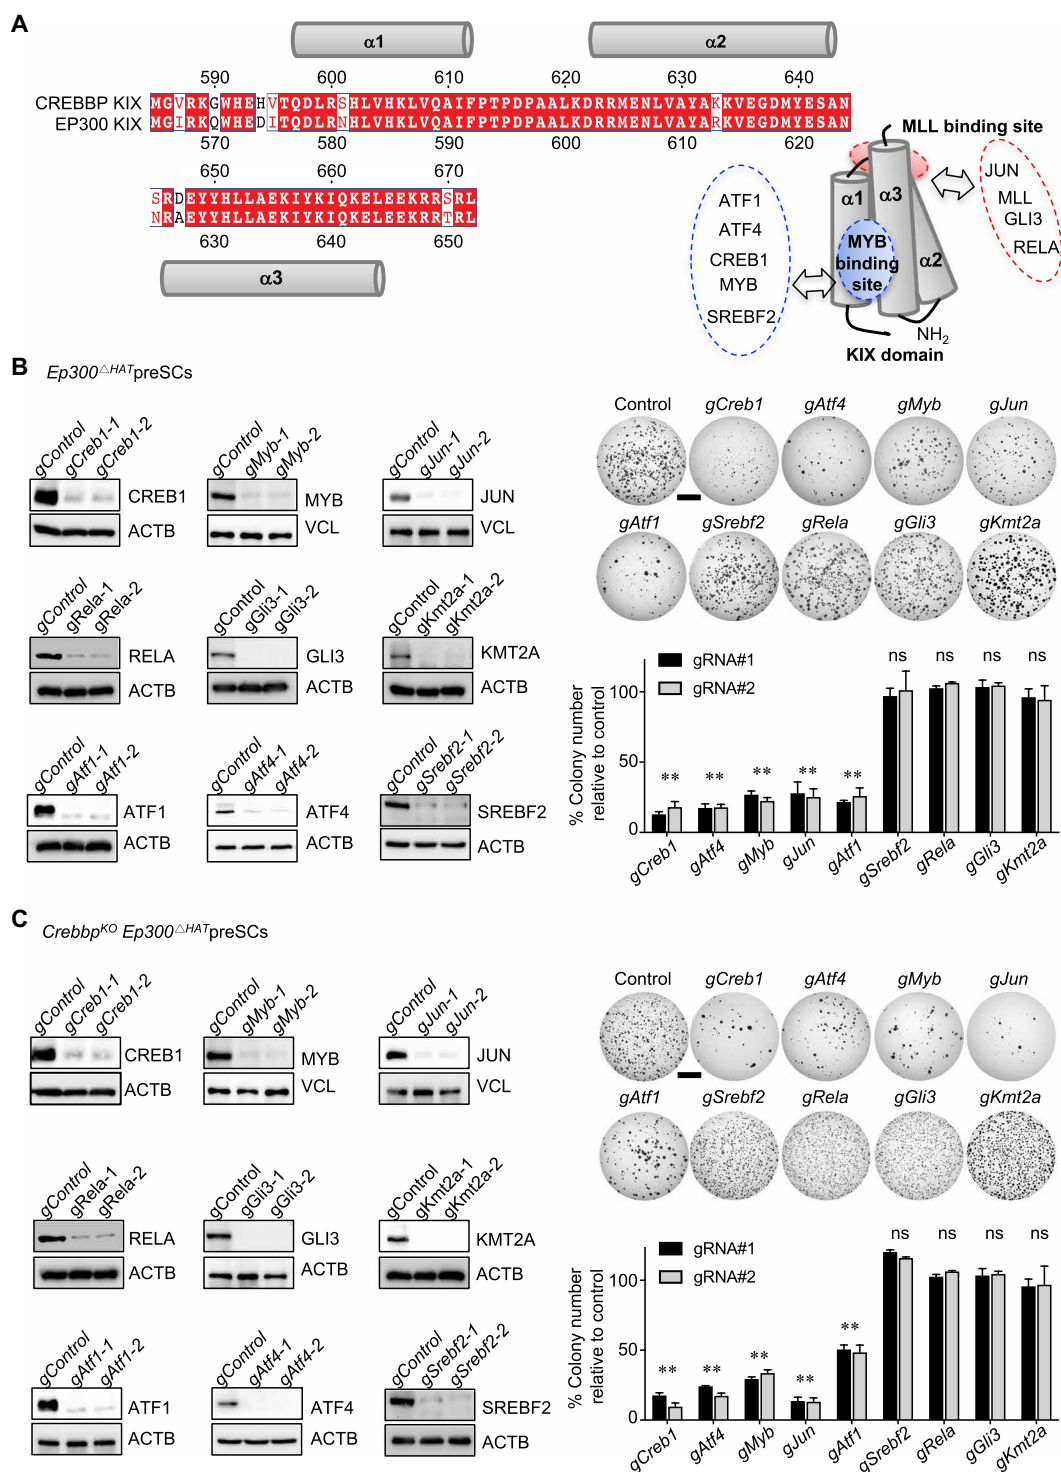 A
α1
α2
590
600
610
620
630
640
CREBBP KIX
MGVRKGWHEHVTQDLRSHLVHKLVQAIFPTPDPAALKDRRMENLVAYAKKVEGDMYESAN
EP300 KIX
MGIRKQWHEDITQDLRNHLVHKLVQAIFPTPDPAALKDRRMENLVAYARKVEGDMYESAN
570
580
590
600
610
620
650
660
670
SRDEYYHLLAEKIYKIQKELEEKRRSRL
NRAEYYHLLAEKIYKIQKELEEKRRTRL
630
640
650
α3
MLL binding site
JUN
MLL
GLI3
RELA
ATF1
ATF4
CREB1
MYB
SREBF2
α1
α3
α2
MYB
binding
site
NH2
KIX domain
B
Ep300△HAT preSCs
gControl
gCreb1-1
gCreb1-2
CREB1
ACTB
gControl
gMyb-1
gMyb-2
MYB
VCL
gControl
gJun-1
gJun-2
JUN
VCL
gControl
gRela-1
gRela-2
RELA
ACTB
gControl
gGli3-1
gGli3-2
GLI3
ACTB
gControl
gKmt2a-1
gKmt2a-2
KMT2A
ACTB
gControl
gAtf1-1
gAtf1-2
ATF1
ACTB
gControl
gAtf4-1
gAtf4-2
ATF4
ACTB
gControl
gSrebf2-1
gSrebf2-2
SREBF2
ACTB
Control
gCreb1
gAtf4
gMyb
gJun
gAtf1
gSrebf2
gRela
gGli3
gKmt2a
% Colony number
relative to control
100
50
0
gRNA#1
gRNA#2
**
**
**
**
**
ns
ns
ns
ns
gCreb1
gAtf4
gMyb
gJun
gAtf1
gSrebf2
gRela
gGli3
gKmt2a
C
CrebbpKO Ep300△HAT preSCs
gControl
gCreb1-1
gCreb1-2
CREB1
ACTB
gControl
gMyb-1
gMyb-2
MYB
VCL
gControl
gJun-1
gJun-2
JUN
VCL
gControl
gRela-1
gRela-2
RELA
ACTB
gControl
gGli3-1
gGli3-2
GLI3
ACTB
gControl
gKmt2a-1
gKmt2a-2
KMT2A
ACTB
gControl
gAtf1-1
gAtf1-2
ATF1
ACTB
gControl
gAtf4-1
gAtf4-2
ATF4
ACTB
gControl
gSrebf2-1
gSrebf2-2
SREBF2
ACTB
Control
gCreb1
gAtf4
gMyb
gJun
gAtf1
gSrebf2
gRela
gGli3
gKmt2a
% Colony number
relative to control
100
50
0
gRNA#1
gRNA#2
**
**
**
**
**
ns
ns
ns
ns
gCreb1
gAtf4
gMyb
gJun
gAtf1
gSrebf2
gRela
gGli3
gKmt2a